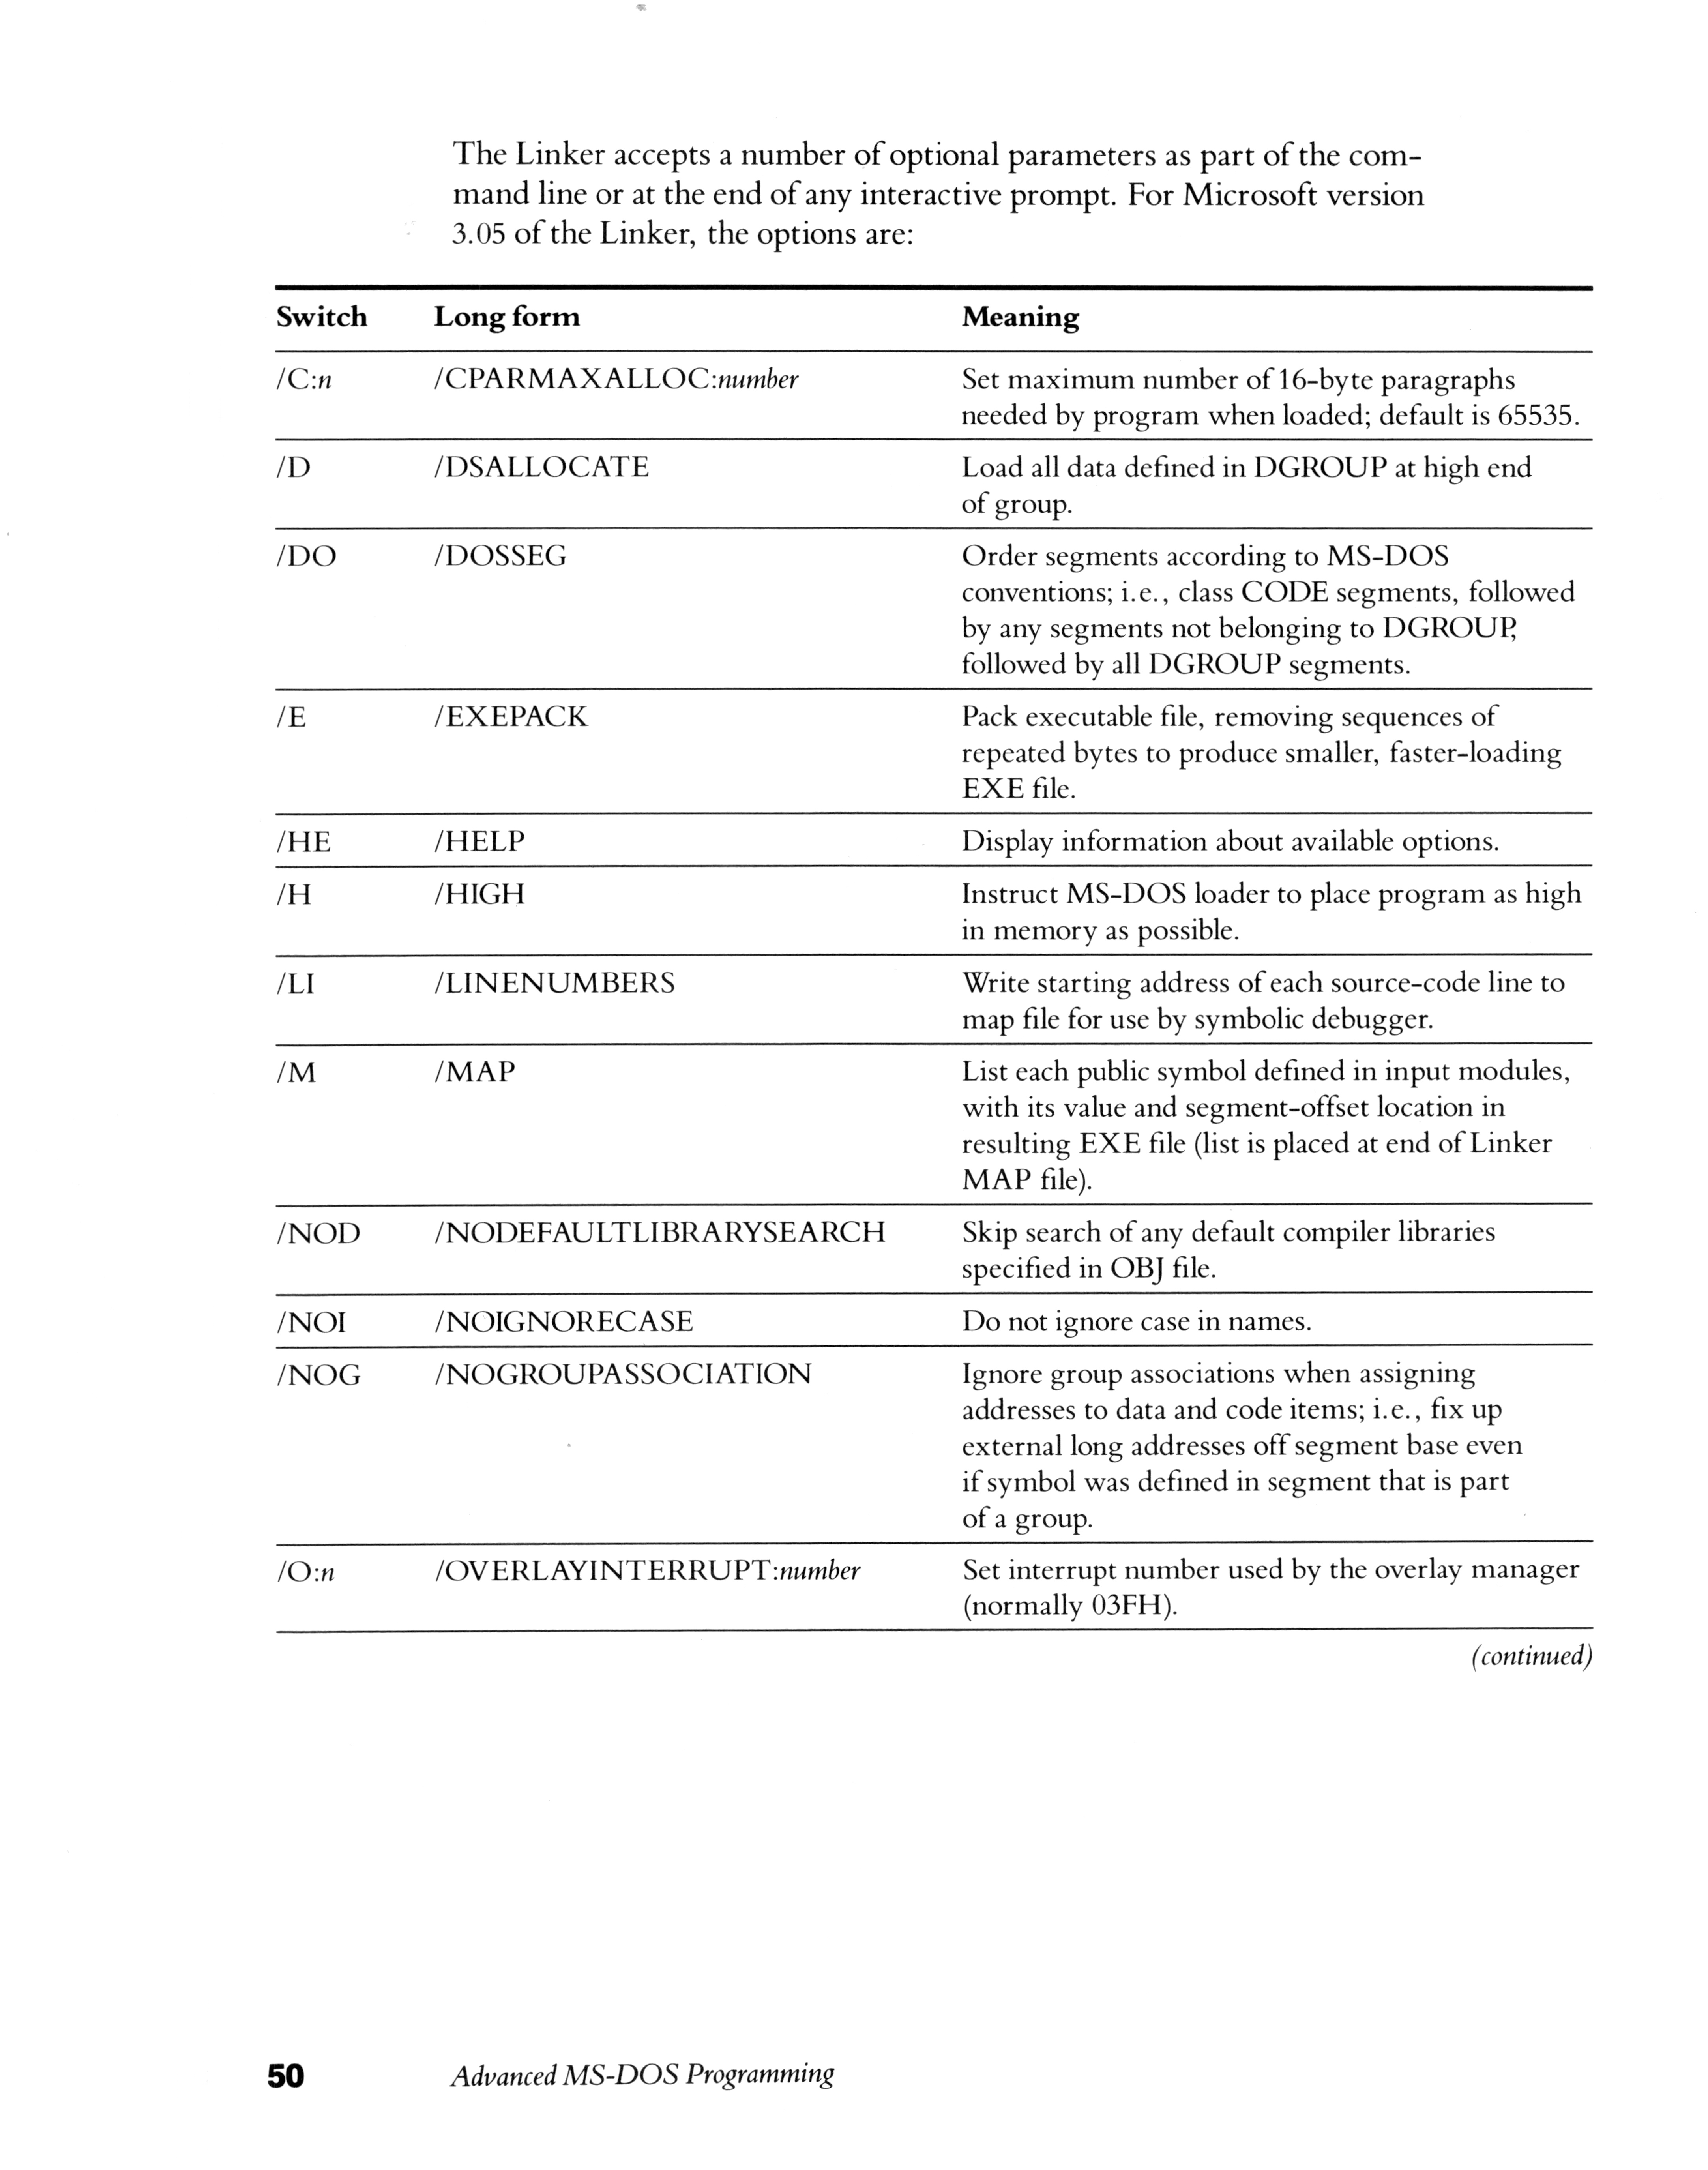 The Linker accepts a number of optional parameters as part of the com-
mand line or at the end of any interactive prompt. For Microsoft version
3.05 of the Linker, the options are:
Switch Long form Meaning
/C:n /CPARMAXALLOC:number Set maximum number of 16-byte paragraphs
needed by program when loaded; default is 65535.
/D /DSALLOCATE Load all data defined in DGROUP at high end
of group.
/DO /DOSSEG Order segments according to MS-DOS
conventions; i.e., class CODE segments, followed
by any segments not belonging to DGROUP,
followed by all DGROUP segments.
/E /EXEPACK Pack executable file, removing sequences of
repeated bytes to produce smaller, faster-loading
EXE file.
/HE /HELP Display information about available options.
/H /HIGH Instruct MS-DOS loader to place program as high
in memory as possible.
/LI /LINENUMBERS Write starting address of each source-code line to
map file for use by symbolic debugger.
/M /MAP List each public symbol defined in input modules,
with its value and segment-offset location in
resulting EXE file (list is placed at end of Linker
MAP file).
/NOD /NODEFAULTLIBRARYSEARCH Skip search of any default compiler libraries
specified in OBJ file.
/NOI /NOIGNORECASE Do not ignore case in names.
/NOG /NOGROUPASSOCIATION Ignore group associations when assigning
addresses to data and code items; i.e., fix up
external long addresses off segment base even
if symbol was defined in segment that is part
of a group.
/O:n /OVERLAYINTERRUPT:number Set interrupt number used by the overlay manager
(normally 03FH).
(continued)
50 Advanced MS-DOS Programming